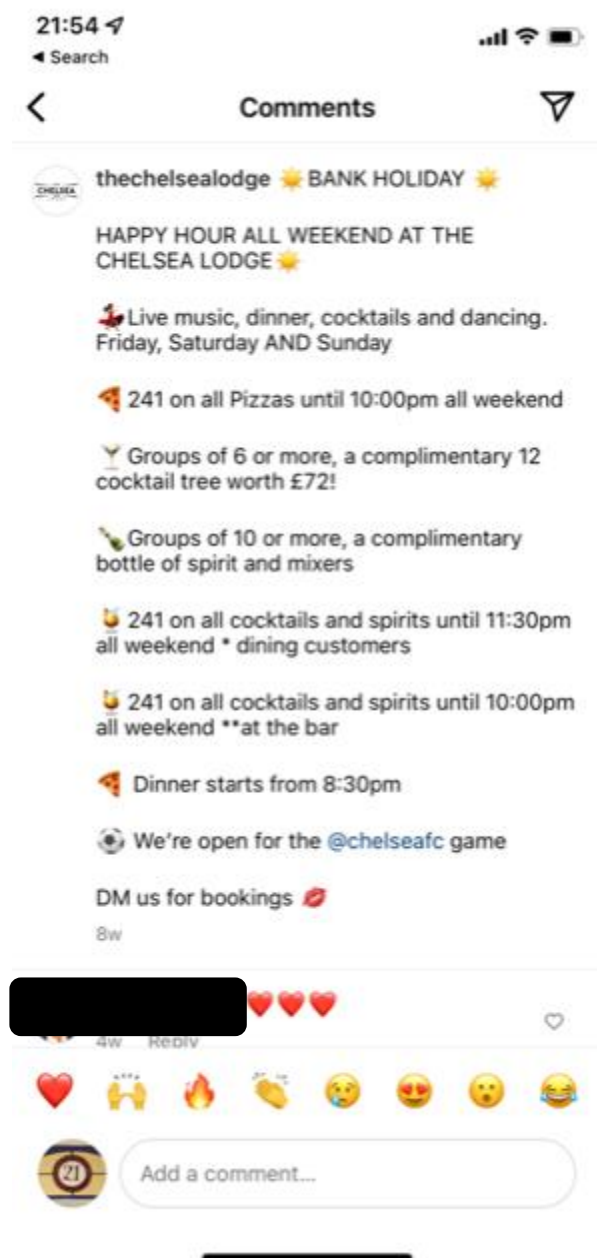 21:54
◀ Search
Comments
CHELSEA
thechelsealodge ☀️ BANK HOLIDAY ☀️
HAPPY HOUR ALL WEEKEND AT THE
CHELSEA LODGE☀️
💃Live music, dinner, cocktails and dancing.
Friday, Saturday AND Sunday
🍕 241 on all Pizzas until 10:00pm all weekend
🍸 Groups of 6 or more, a complimentary 12
cocktail tree worth £72!
🍾Groups of 10 or more, a complimentary
bottle of spirit and mixers
🍹 241 on all cocktails and spirits until 11:30pm
all weekend * dining customers
🍹 241 on all cocktails and spirits until 10:00pm
all weekend **at the bar
🍕 Dinner starts from 8:30pm
⚽ We're open for the @chelseafc game
DM us for bookings 💋
8w
❤️❤️❤️
4w Reply
❤️ 🙌 🔥 👏 😢 😍 😮 😂
21
Add a comment...